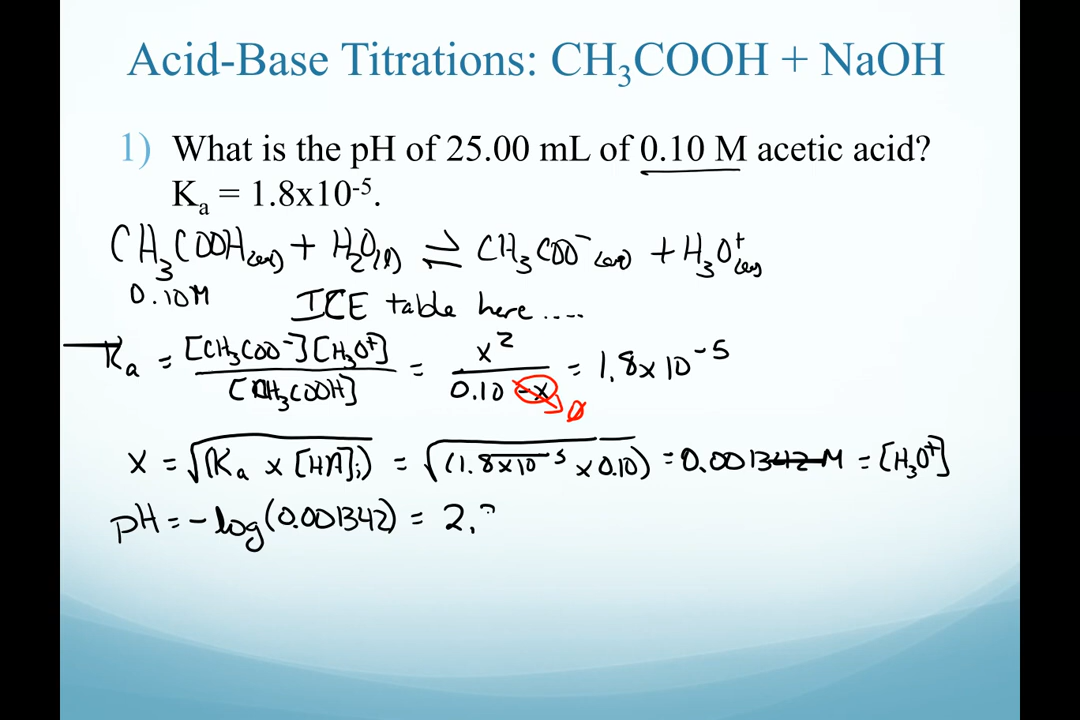 Acid-Base Titrations: CH₃COOH + NaOH
1) What is the pH of 25.00 mL of 0.10 M acetic acid?
Kₐ = 1.8x10⁻⁵.
CH₃COOH(aq) + H₂O(l) ⇌ CH₃COO⁻(aq) + H₃O⁺(aq)
0.10M ICE table here ....
Kₐ = [CH₃COO⁻][H₃O⁺] / [CH₃COOH] = x² / 0.10 -x = 1.8x10⁻⁵
0
x = √(Kₐ x [HA]ᵢ) = √(1.8x10⁻⁵ x 0.10) = 0.001342 M = [H₃O⁺]
pH = -log(0.001342) = 2.